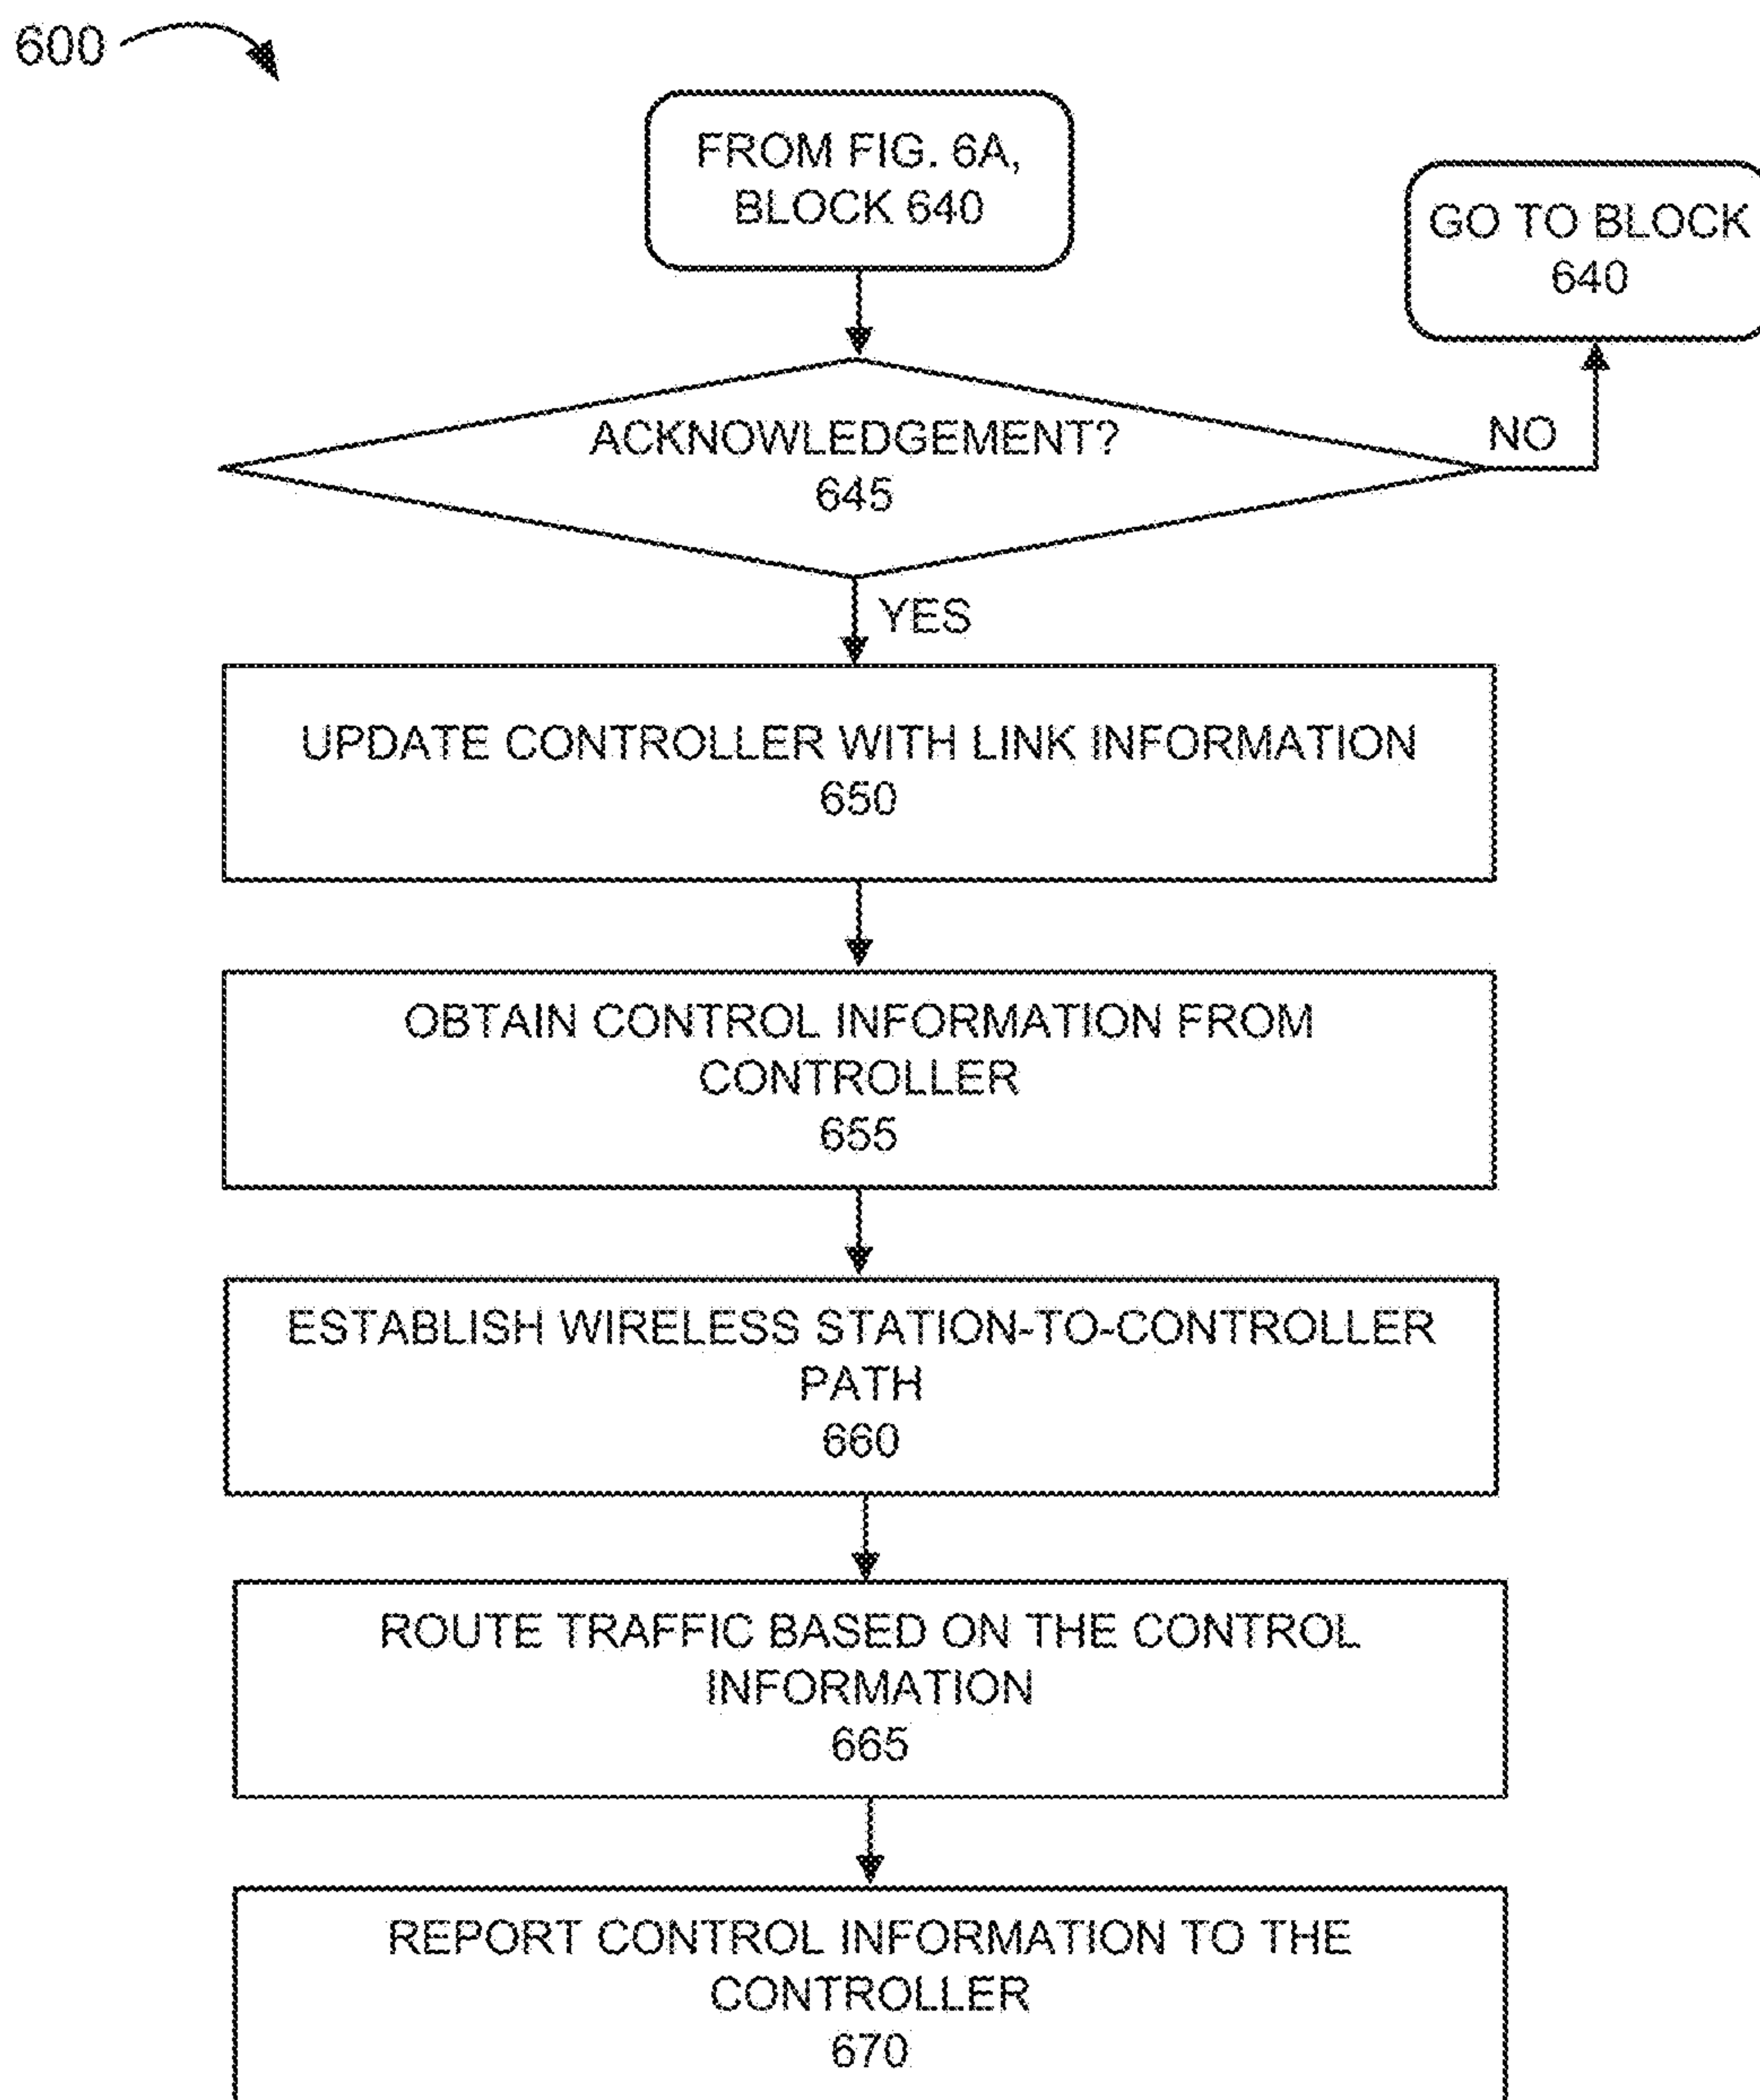 600
FROM FIG. 6A,
BLOCK 640
GO TO BLOCK
640
ACKNOWLEDGEMENT?
645
NO
YES
UPDATE CONTROLLER WITH LINK INFORMATION
650
OBTAIN CONTROL INFORMATION FROM
CONTROLLER
655
ESTABLISH WIRELESS STATION-TO-CONTROLLER
PATH
660
ROUTE TRAFFIC BASED ON THE CONTROL
INFORMATION
665
REPORT CONTROL INFORMATION TO THE
CONTROLLER
670